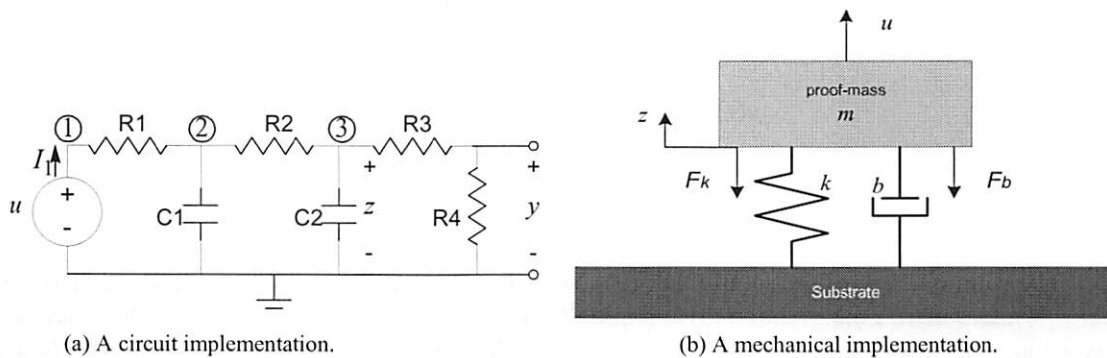 ① R1 ② R2 ③ R3
I1
u
+
-
C1
C2
+
z
-
R4
+
y
-
(a) A circuit implementation.
u
proof-mass
m
z
Fk
k
b
Fb
Substrate
(b) A mechanical implementation.